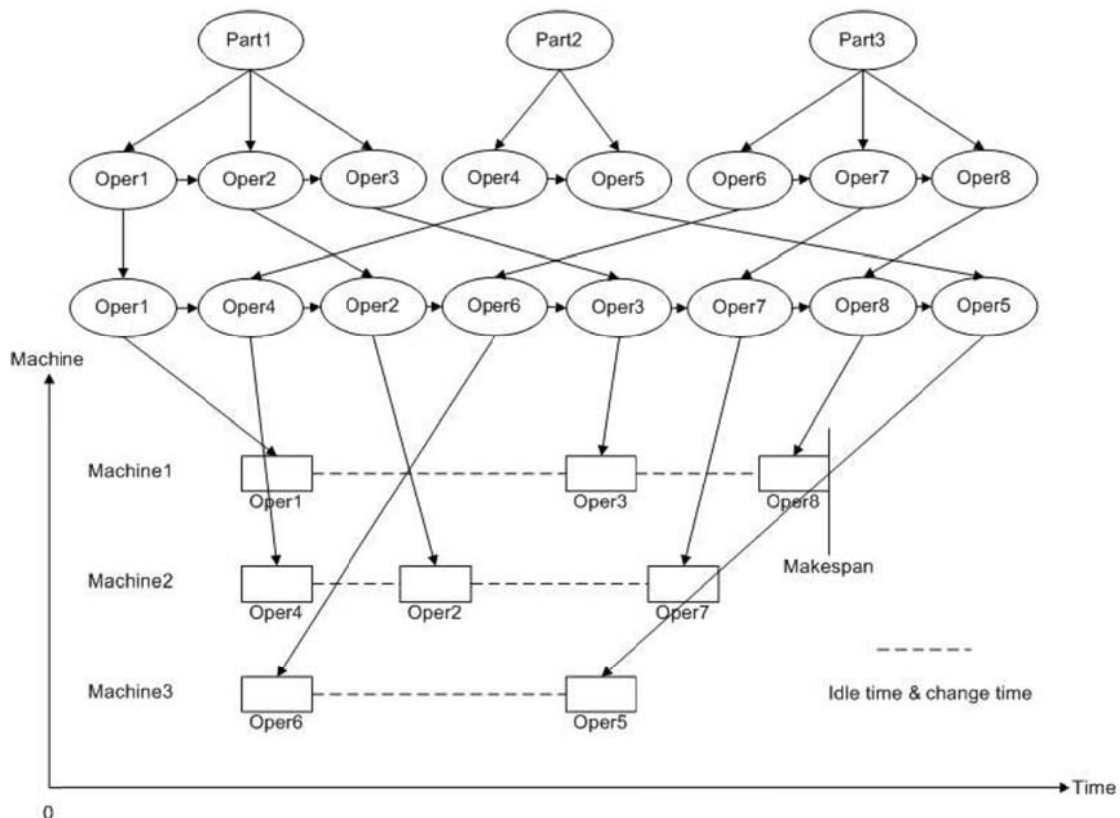 Part1 Part2 Part3
Oper1 Oper2 Oper3 Oper4 Oper5 Oper6 Oper7 Oper8
Oper1 Oper4 Oper2 Oper6 Oper3 Oper7 Oper8 Oper5
Machine
Machine1
Oper1 Oper3 Oper8
Makespan
Machine2
Oper4 Oper2 Oper7
Machine3
Idle time & change time
Oper6 Oper5
Time
0